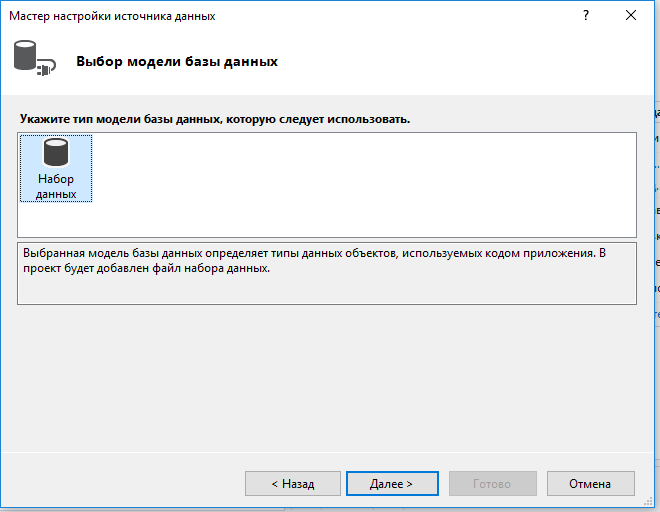 Мастер настройки источника данных
?
Выбор модели базы данных
Укажите тип модели базы данных, которую следует использовать.
Набор
данных
Выбранная модель базы данных определяет типы данных объектов, используемых кодом приложения. В
проект будет добавлен файл набора данных.
< Назад
Далее >
Готово
Отмена